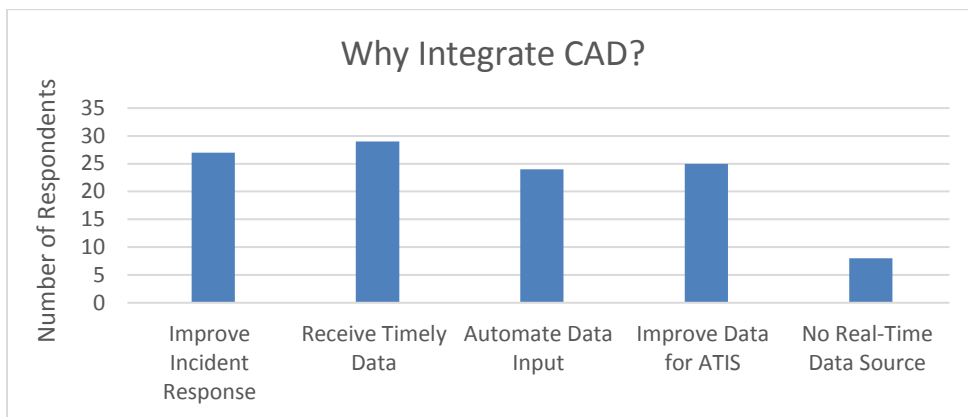 Why Integrate CAD?
Number of Respondents
35
30
25
20
15
10
5
0
Improve
Incident
Response
Receive Timely
Data
Automate Data
Input
Improve Data
for ATIS
No Real-Time
Data Source